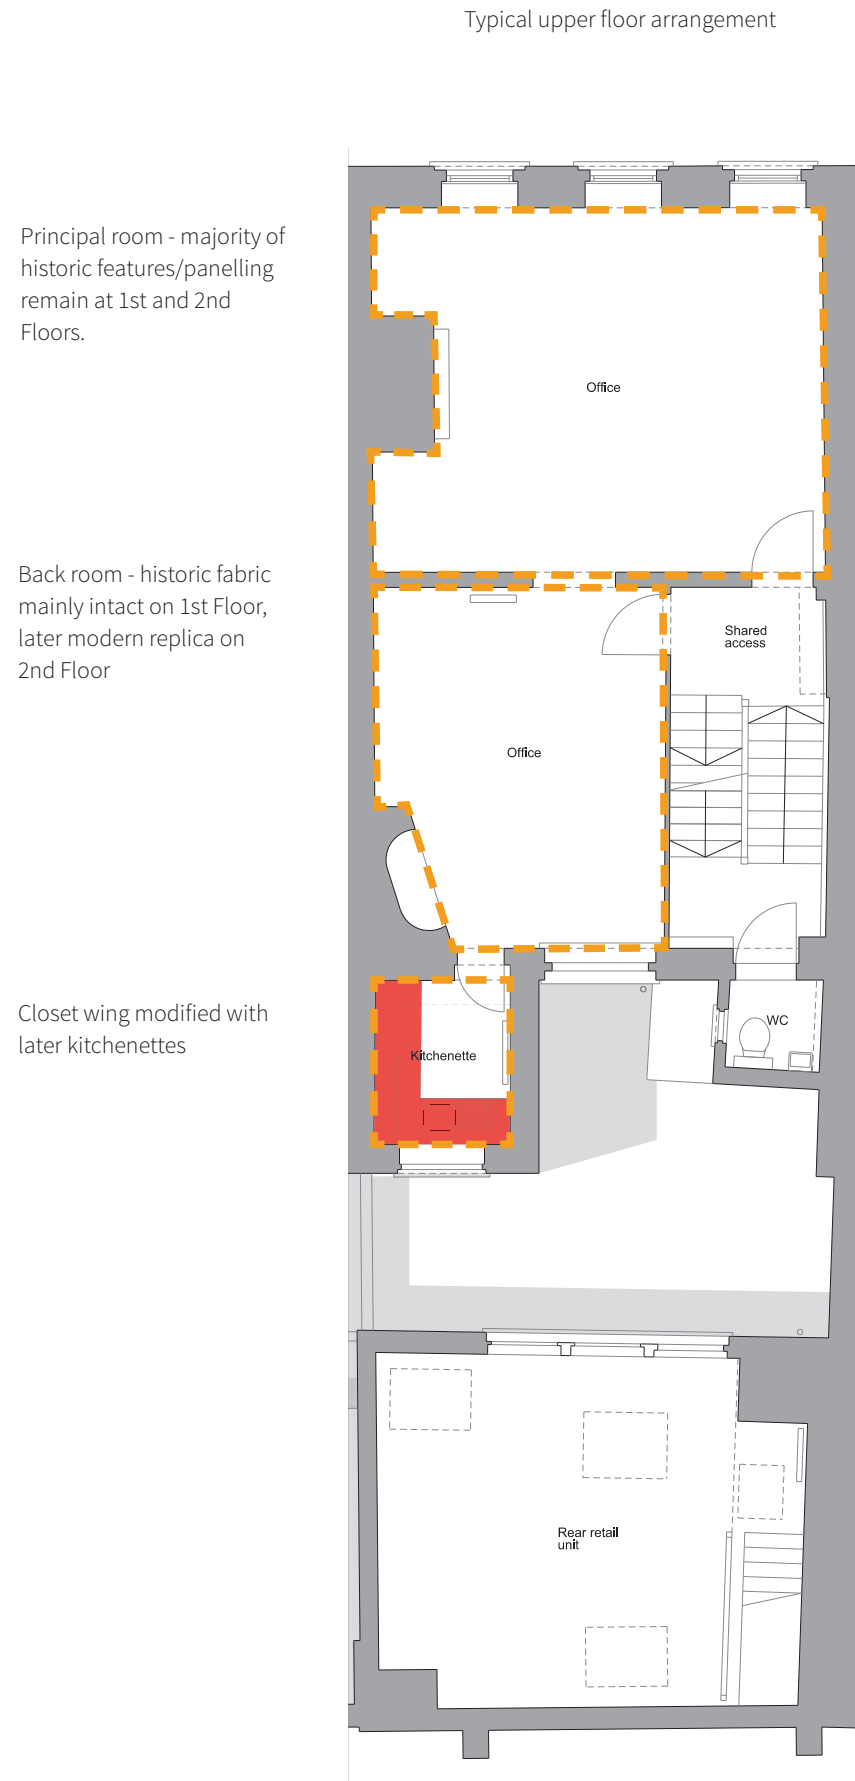 Typical upper floor arrangement
Principal room - majority of
historic features/panelling
remain at 1st and 2nd
Floors.
Office
Back room - historic fabric
mainly intact on 1st Floor,
later modern replica on
2nd Floor
Shared
access
Office
Closet wing modified with
later kitchenettes
WC
Kitchenette
Rear retail
unit